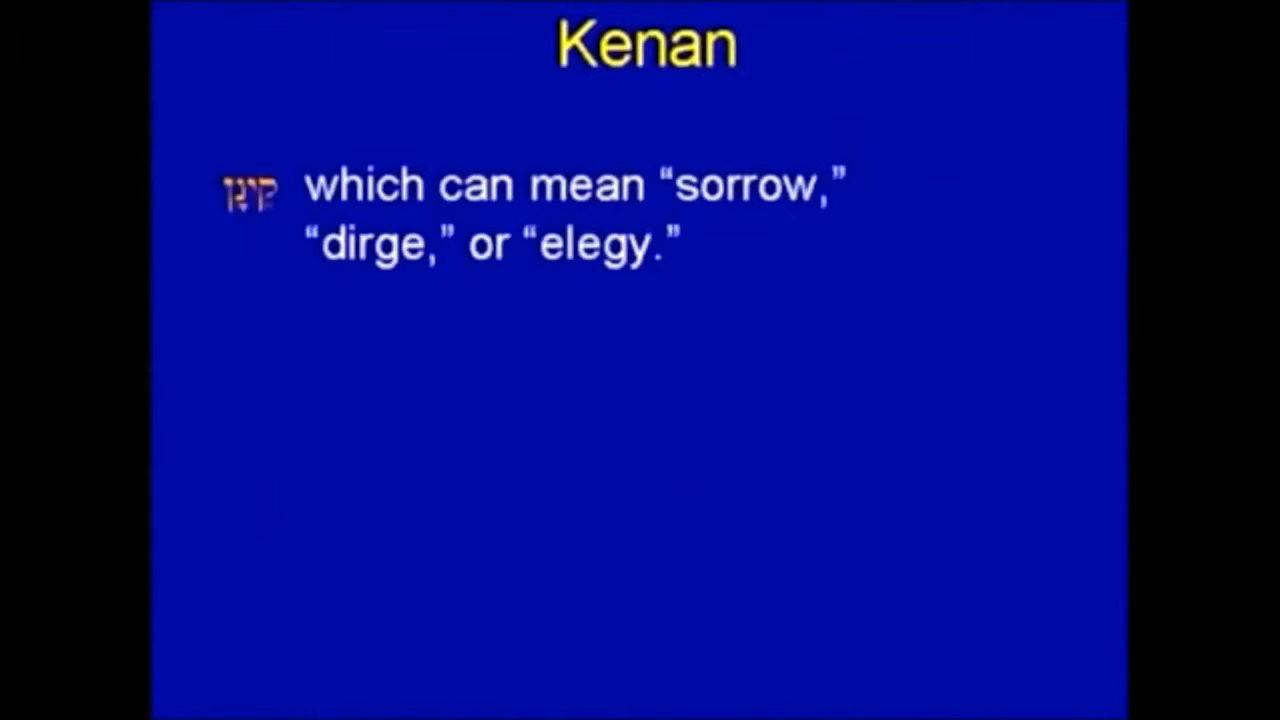 Kenan
which can mean “sorrow,”
“dirge,” or “elegy.”